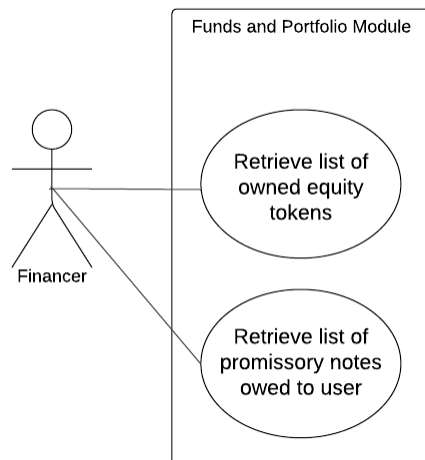 Funds and Portfolio Module
Retrieve list of
owned equity
tokens
Financer
Retrieve list of
promissory notes
owed to user